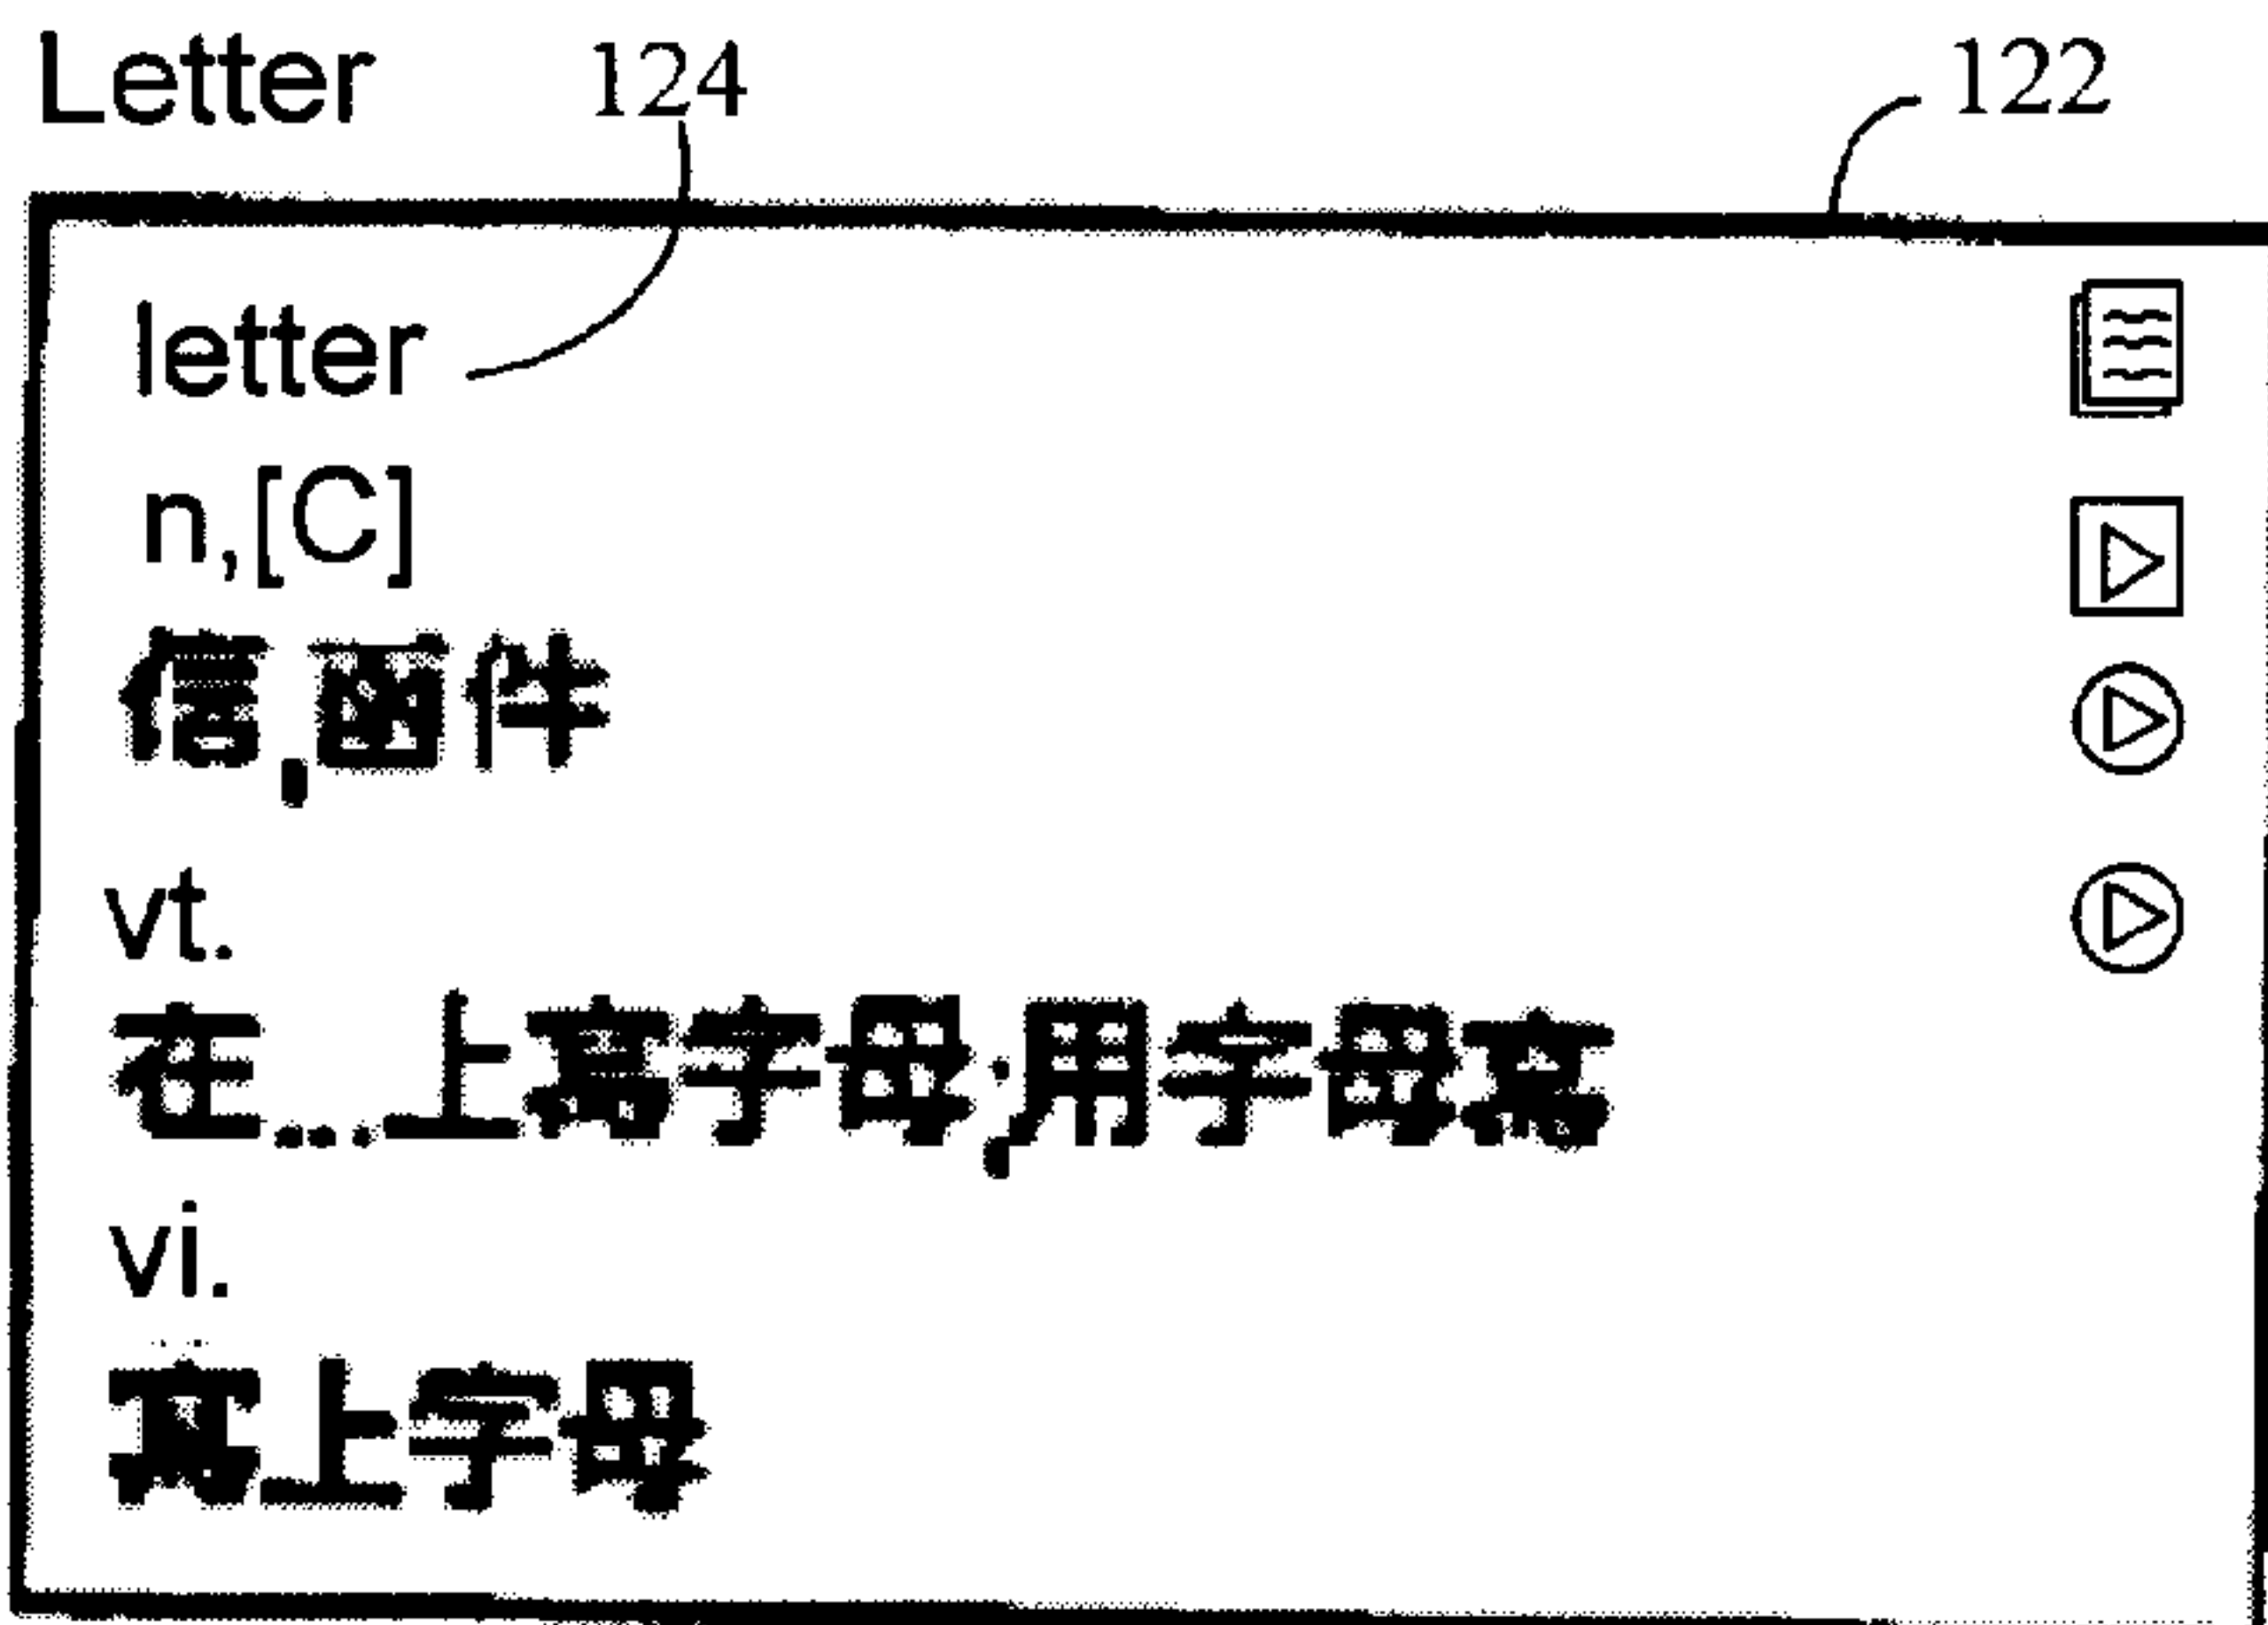 Letter 124 122
letter
n,[C]
信,函件
vt.
在...上寫字母;用字母寫
vi.
寫上字母